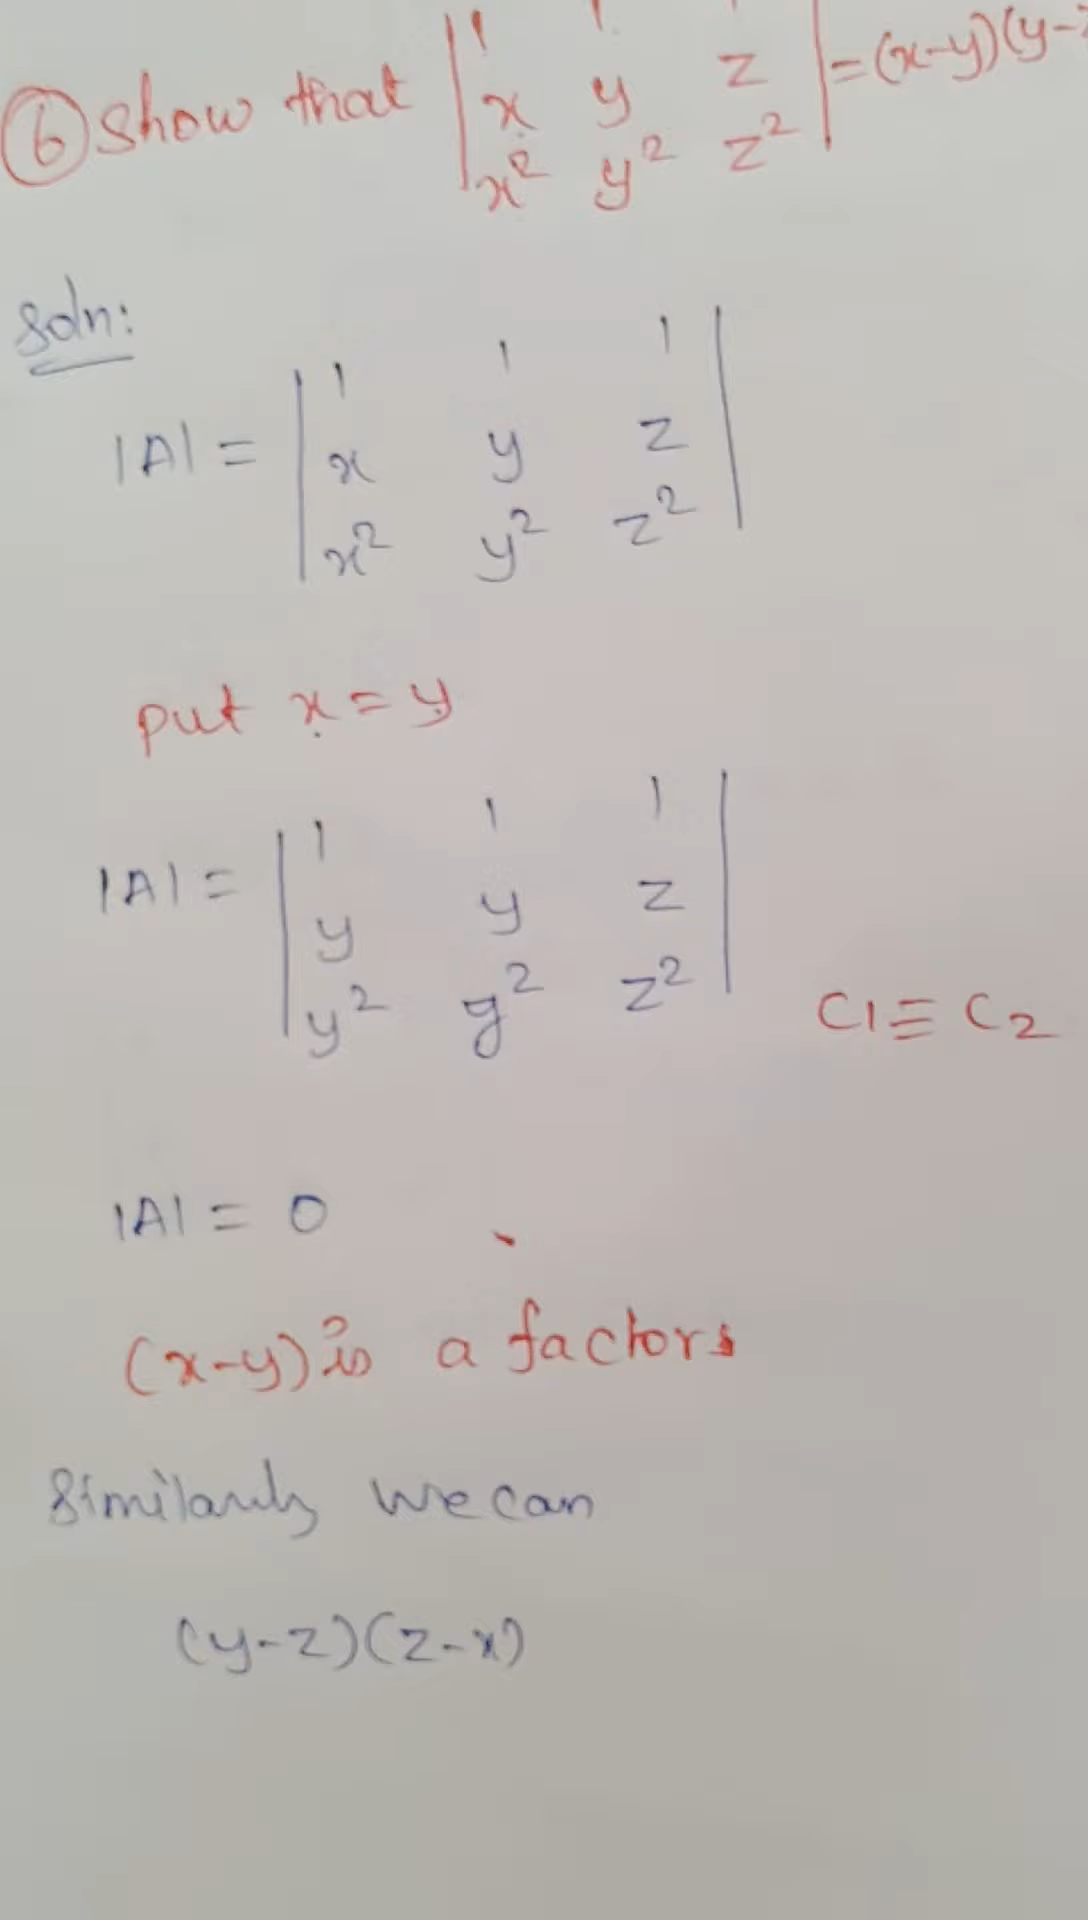 1 1
⑥ Show that | x y z | = (x-y)(y-
x² y² z²
Soln:
1 1 1
|A| = | x y z |
x² y² z²
put x = y
1 1 1
|A| = | y y z |
y² y² z² C1 ≡ C2
|A| = 0
(x-y) is a factors
Similarly we can
(y-z)(z-x)